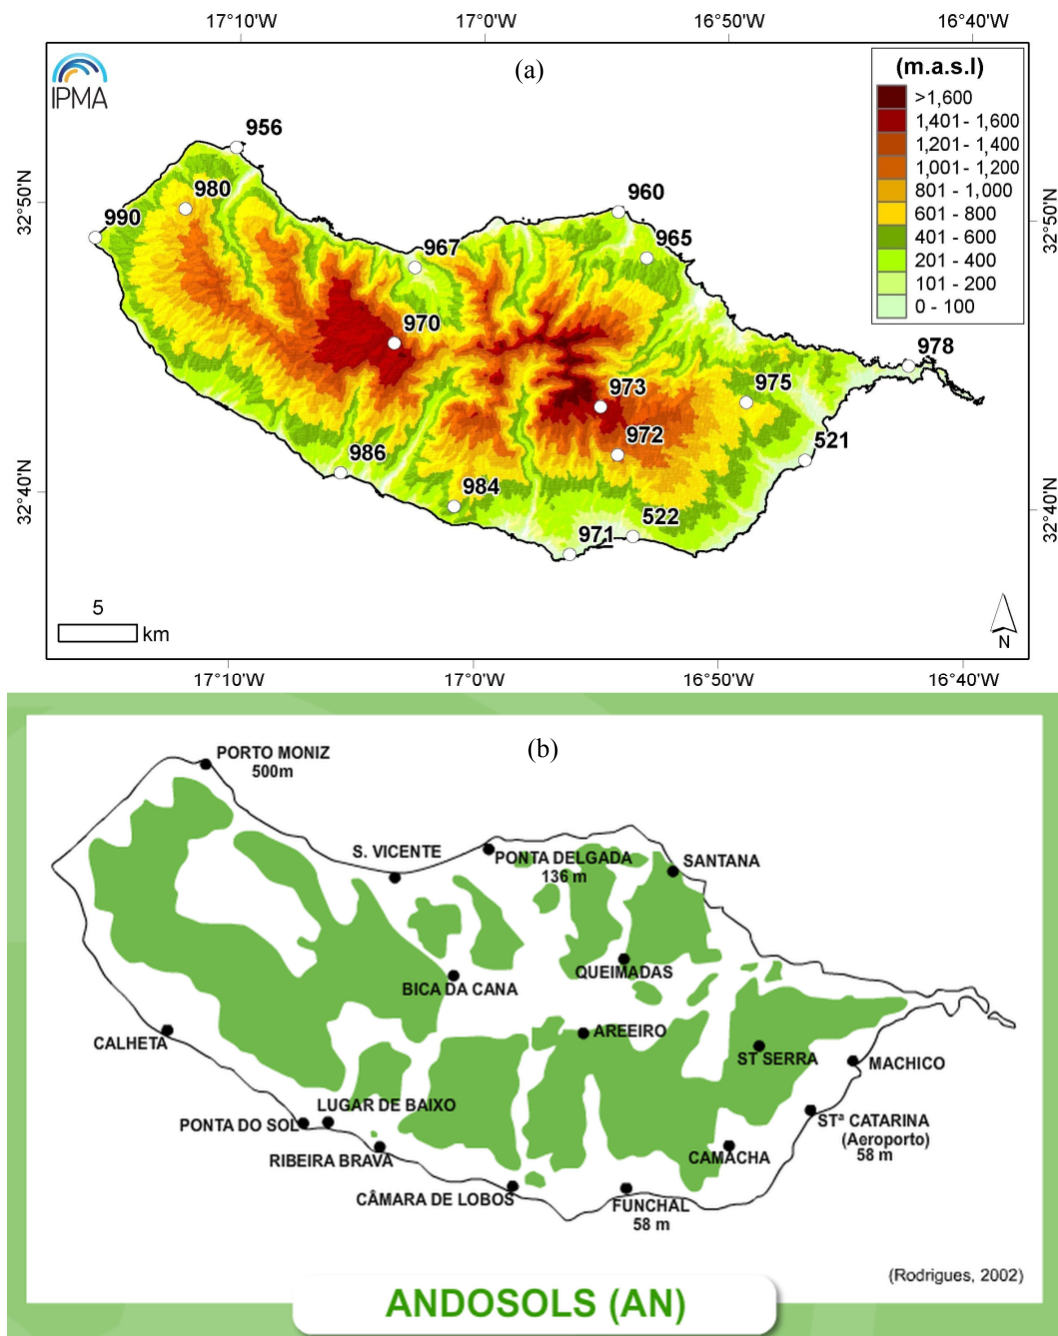 17°10'W 17°0'W 16°50'W 16°40'W
IPMA
(a)
(m.a.s.l)
>1,600
1,401 - 1,600
1,201 - 1,400
1,001 - 1,200
801 - 1,000
601 - 800
401 - 600
201 - 400
101 - 200
0 - 100
956
980
990
960
965
967
970
978
973
975
972
986
984
521
522
971
32°50'N
32°50'N
32°40'N
32°40'N
5
km
N
17°10'W 17°0'W 16°50'W 16°40'W
(b)
PORTO MONIZ
500m
S. VICENTE
PONTA DELGADA
136 m
SANTANA
BICA DA CANA
QUEIMADAS
AREEIRO
CALHETA
ST SERRA
MACHICO
LUGAR DE BAIXO
PONTA DO SOL
RIBEIRA BRAVA
STª CATARINA
(Aeroporto)
58 m
CAMACHA
CÂMARA DE LOBOS
FUNCHAL
58 m
(Rodrigues, 2002)
ANDOSOLS (AN)